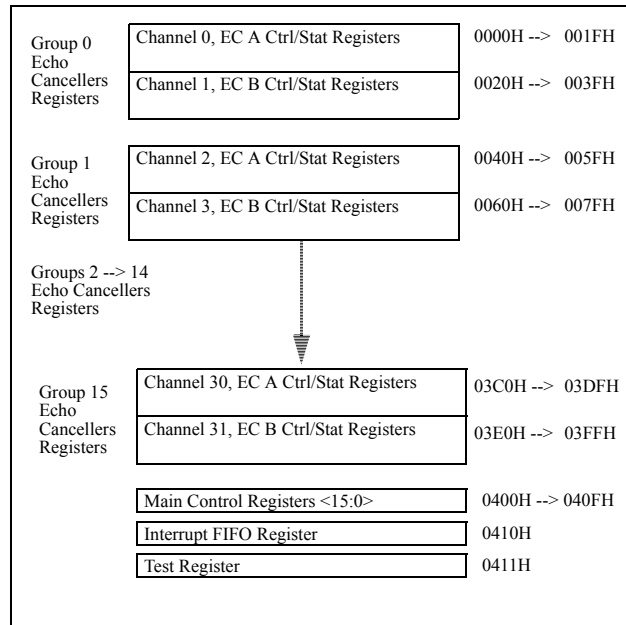 Group 0
Echo
Cancellers
Registers
Channel 0, EC A Ctrl/Stat Registers
0000H --> 001FH
Channel 1, EC B Ctrl/Stat Registers
0020H --> 003FH
Group 1
Echo
Cancellers
Registers
Channel 2, EC A Ctrl/Stat Registers
0040H --> 005FH
Channel 3, EC B Ctrl/Stat Registers
0060H --> 007FH
Groups 2 --> 14
Echo Cancellers
Registers
Group 15
Echo
Cancellers
Registers
Channel 30, EC A Ctrl/Stat Registers
03C0H --> 03DFH
Channel 31, EC B Ctrl/Stat Registers
03E0H --> 03FFH
Main Control Registers <15:0>
0400H --> 040FH
Interrupt FIFO Register
0410H
Test Register
0411H